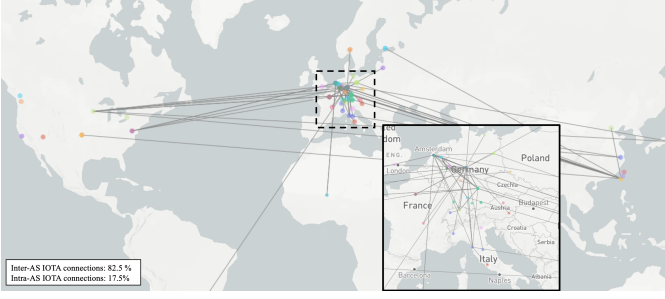 ted
dom
ENG.
London
Amsterdam
Germany
Poland
Czechia
France
Austria
Budapest
Croatia
Serbia
Italy
Barcelona
Naples
Albania
Inter-AS IOTA connections: 82.5 %
Intra-AS IOTA connections: 17.5%